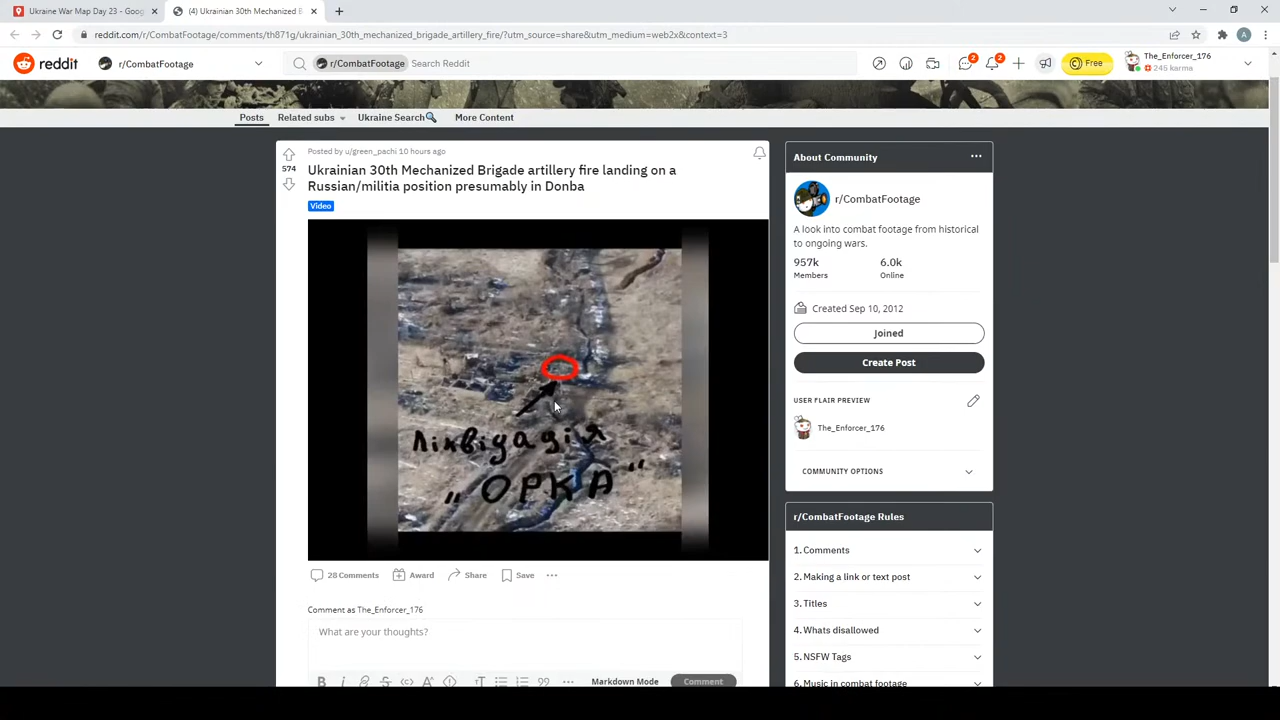 Ukraine War Map Day 23 - Goog
(4) Ukrainian 30th Mechanized B
reddit.com/r/CombatFootage/comments/th871g/ukrainian_30th_mechanized_brigade_artillery_fire/?utm_source=share&utm_medium=web2x&context=3
A
reddit
r/CombatFootage
r/CombatFootage
Search Reddit
2
2
Free
The_Enforcer_176
245 karma
Posts
Related subs
Ukraine Search
More Content
Posted by u/green_pachi 10 hours ago
574
Ukrainian 30th Mechanized Brigade artillery fire landing on a
Russian/militia position presumably in Donba
Video
Ліквідація
„ОРКА"
28 Comments
Award
Share
Save
Comment as The_Enforcer_176
What are your thoughts?
Markdown Mode
Comment
About Community
r/CombatFootage
A look into combat footage from historical
to ongoing wars.
957k
6.0k
Members
Online
Created Sep 10, 2012
Joined
Create Post
USER FLAIR PREVIEW
The_Enforcer_176
COMMUNITY OPTIONS
r/CombatFootage Rules
1. Comments
2. Making a link or text post
3. Titles
4. Whats disallowed
5. NSFW Tags
6. Music in combat footage